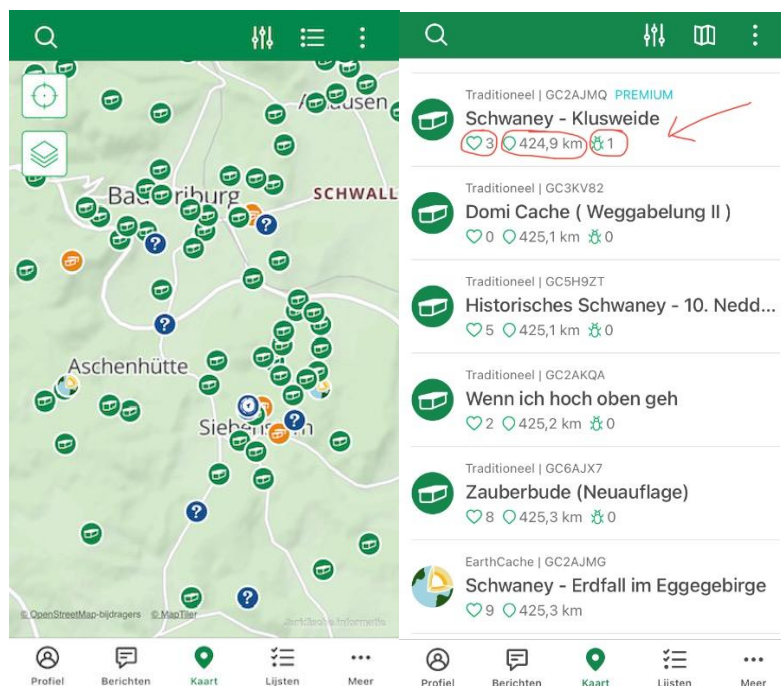 Bad Driburg
SCHWALL
Aschenhütte
© OpenStreetMap-bijdragers © MapTiler
Juridische informatie
Profiel
Berichten
Kaart
Lijsten
Meer
Traditioneel | GC2AJMQ PREMIUM
Schwaney - Klusweide
3 424,9 km 1
Traditioneel | GC3KV82
Domi Cache ( Weggabelung II )
0 425,1 km 0
Traditioneel | GC5H9ZT
Historisches Schwaney - 10. Nedd...
5 425,1 km 0
Traditioneel | GC2AKQA
Wenn ich hoch oben geh
2 425,2 km 0
Traditioneel | GC6AJX7
Zauberbude (Neuauflage)
8 425,3 km 0
EarthCache | GC2AJMG
Schwaney - Erdfall im Eggegebirge
9 425,3 km
Profiel
Berichten
Kaart
Lijsten
Meer